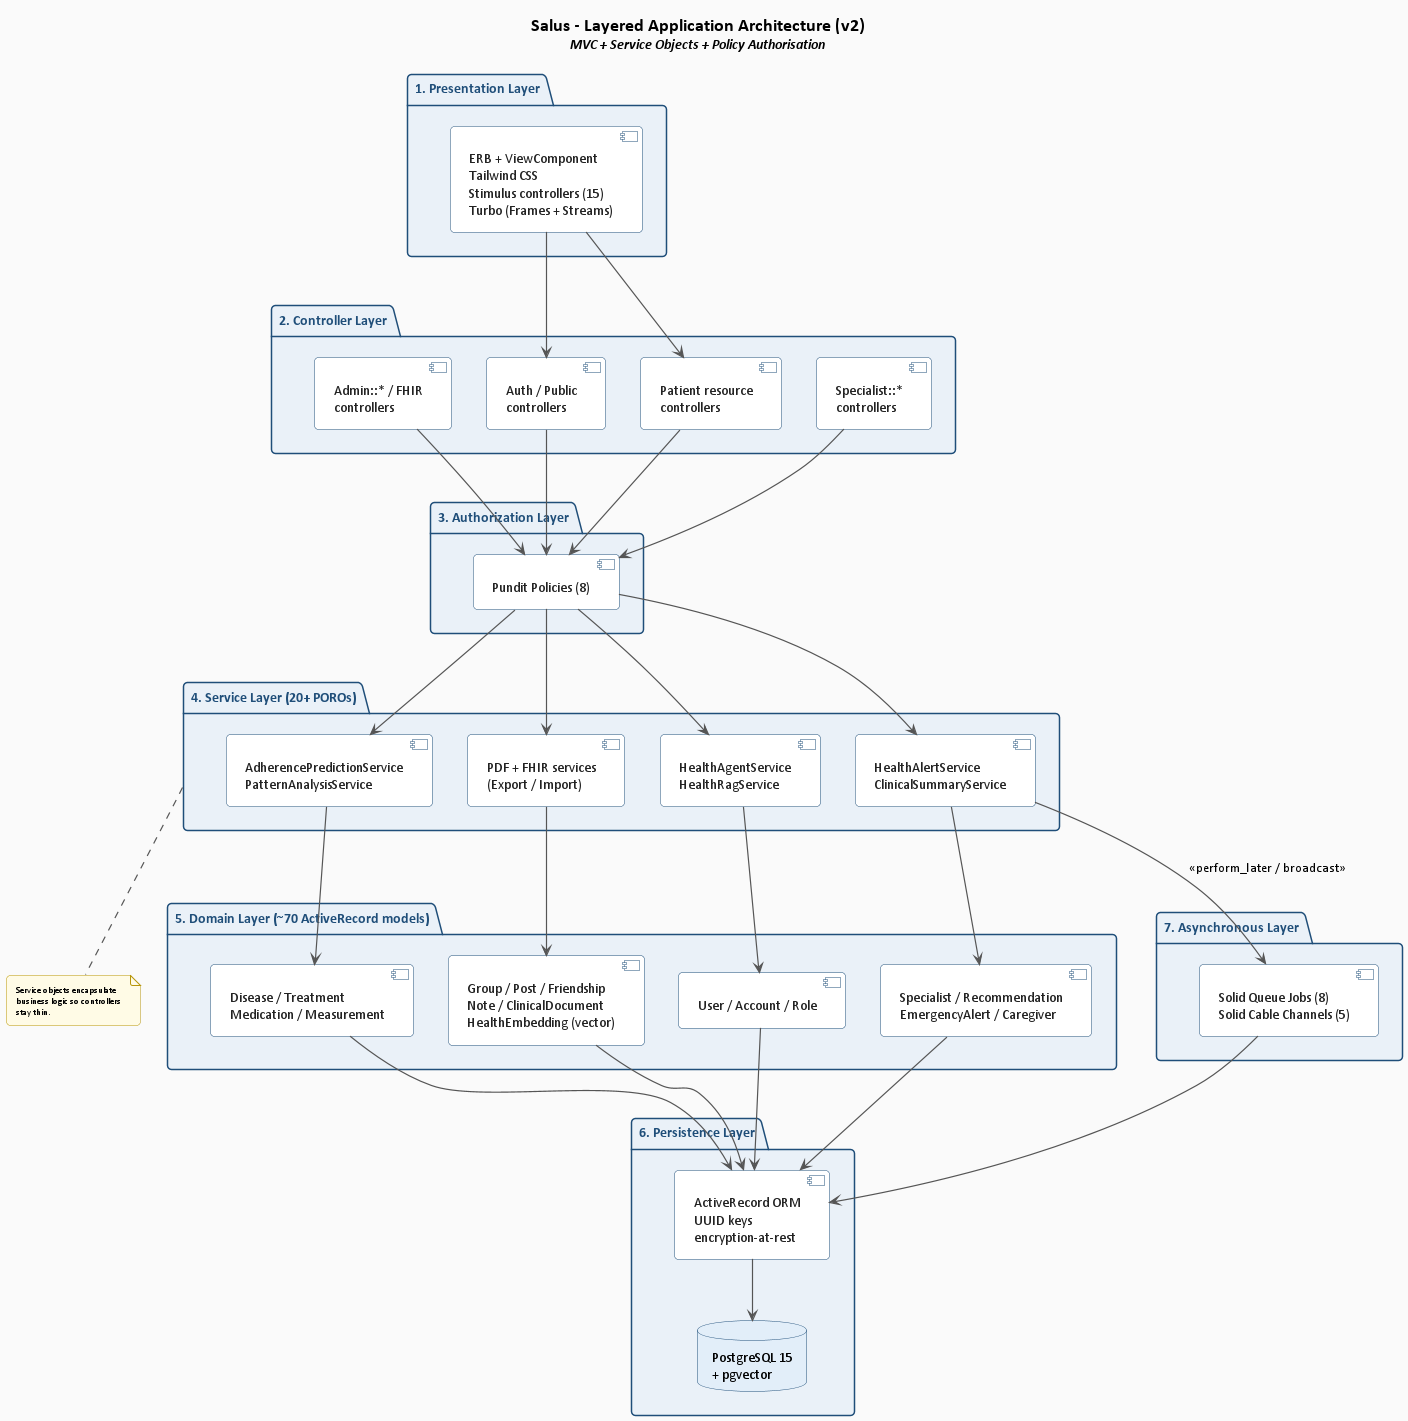 Salus - Layered Application Architecture (v2)
MVC + Service Objects + Policy Authorisation
1. Presentation Layer
ERB + ViewComponent
Tailwind CSS
Stimulus controllers (15)
Turbo (Frames + Streams)
2. Controller Layer
Admin::* / FHIR
controllers
Auth / Public
controllers
Patient resource
controllers
Specialist::*
controllers
3. Authorization Layer
Pundit Policies (8)
4. Service Layer (20+ POROs)
AdherencePredictionService
PatternAnalysisService
PDF + FHIR services
(Export / Import)
HealthAgentService
HealthRagService
HealthAlertService
ClinicalSummaryService
«perform_later / broadcast»
5. Domain Layer (~70 ActiveRecord models)
Disease / Treatment
Medication / Measurement
Group / Post / Friendship
Note / ClinicalDocument
HealthEmbedding (vector)
User / Account / Role
Specialist / Recommendation
EmergencyAlert / Caregiver
7. Asynchronous Layer
Solid Queue Jobs (8)
Solid Cable Channels (5)
Service objects encapsulate
business logic so controllers
stay thin.
6. Persistence Layer
ActiveRecord ORM
UUID keys
encryption-at-rest
PostgreSQL 15
+ pgvector